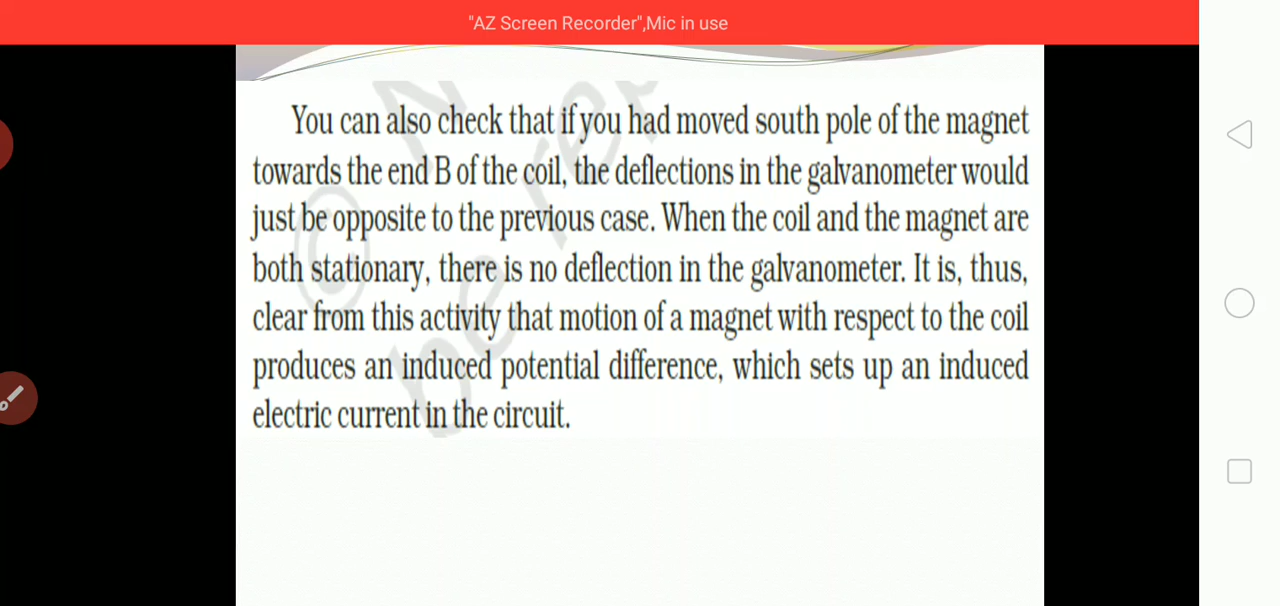 "AZ Screen Recorder",Mic in use
You can also check that if you had moved south pole of the magnet
towards the end B of the coil, the deflections in the galvanometer would
just be opposite to the previous case. When the coil and the magnet are
both stationary, there is no deflection in the galvanometer. It is, thus,
clear from this activity that motion of a magnet with respect to the coil
produces an induced potential difference, which sets up an induced
electric current in the circuit.
©
be rep